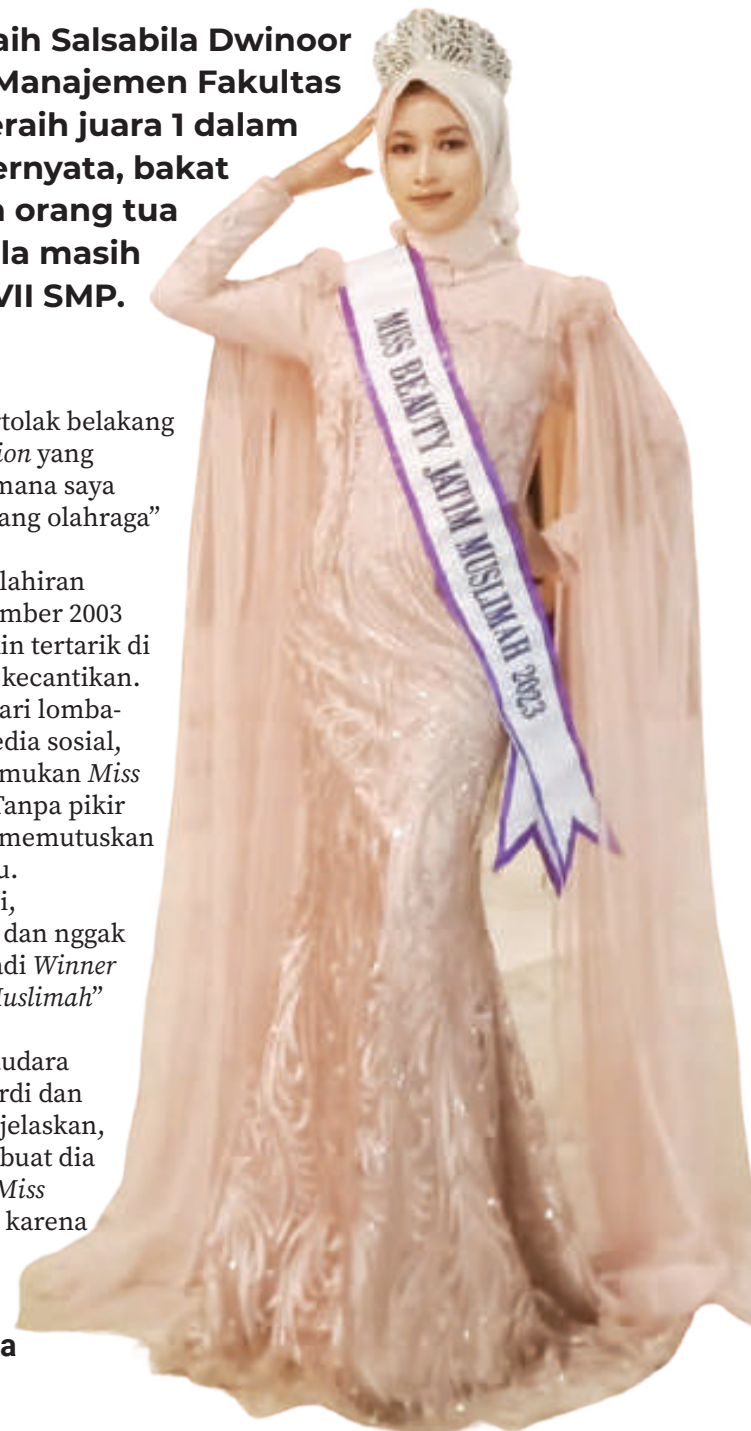 aih Salsabila Dwinoor
Manajemen Fakultas
eraih juara 1 dalam
ernyata, bakat
orang tua
la masih
VII SMP.
rtolak belakang
ion yang
mana saya
ang olahraga”
lahiran
mber 2003
in tertarik di
kecantikan.
ari lomba-
edia sosial,
mukan Miss
Tanpa pikir
memutuskan
u.
i,
dan nggak
adi Winner
Muslimah”
udara
rdi dan
jelaskan,
buat dia
Miss
karena
a
MISS BEAUTY JATIM MUSLIMAH 2023